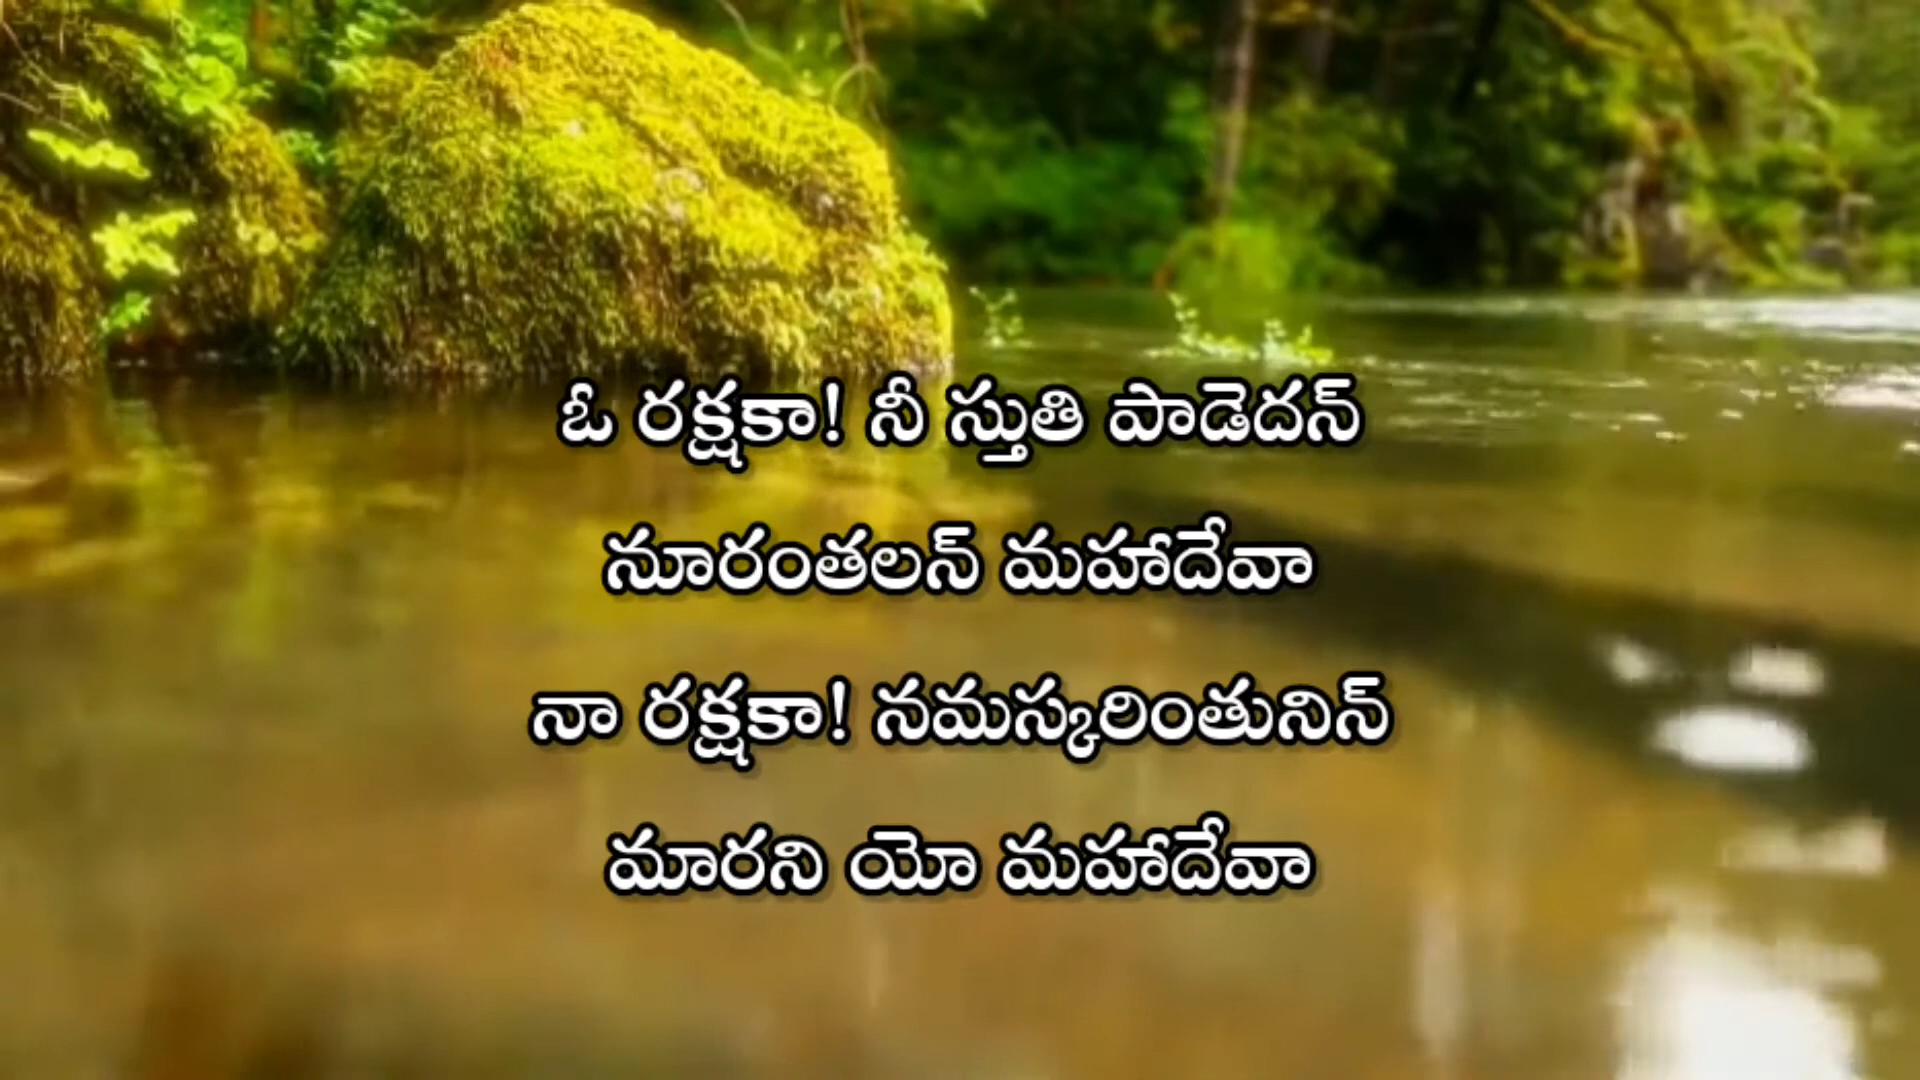 ఓ రక్షకా! నీ స్తుతి పాడెదన్
నూరంతలన్ మహాదేవా
నా రక్షకా! నమస్కరింతునిన్
మారని యో మహాదేవా